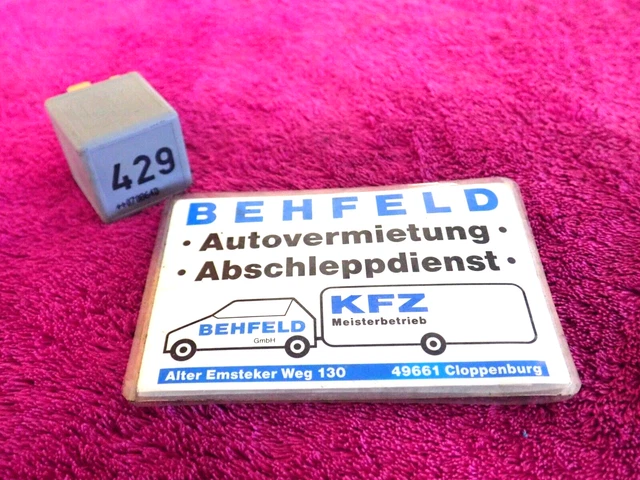 429
BEHFELD
· Autovermietung ·
· Abschleppdienst ·
KFZ
Meisterbetrieb
BEHFELD
GmbH
Alter Emsteker Weg 130 49661 Cloppenburg